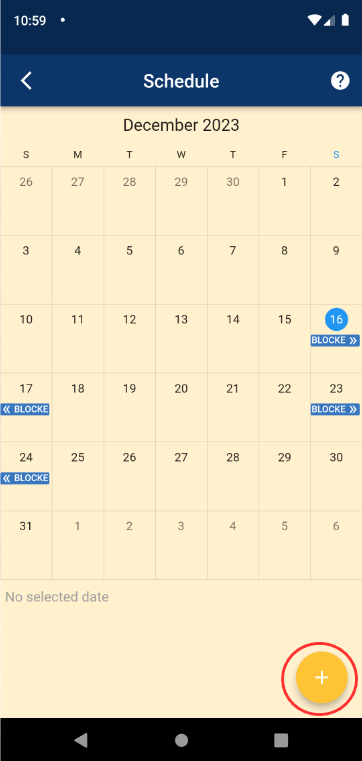 10:59
Schedule
December 2023
S M T W T F S
26 27 28 29 30 1 2
3 4 5 6 7 8 9
10 11 12 13 14 15 16
BLOCKE »
17 18 19 20 21 22 23
« BLOCKE BLOCKE »
24 25 26 27 28 29 30
« BLOCKE
31 1 2 3 4 5 6
No selected date